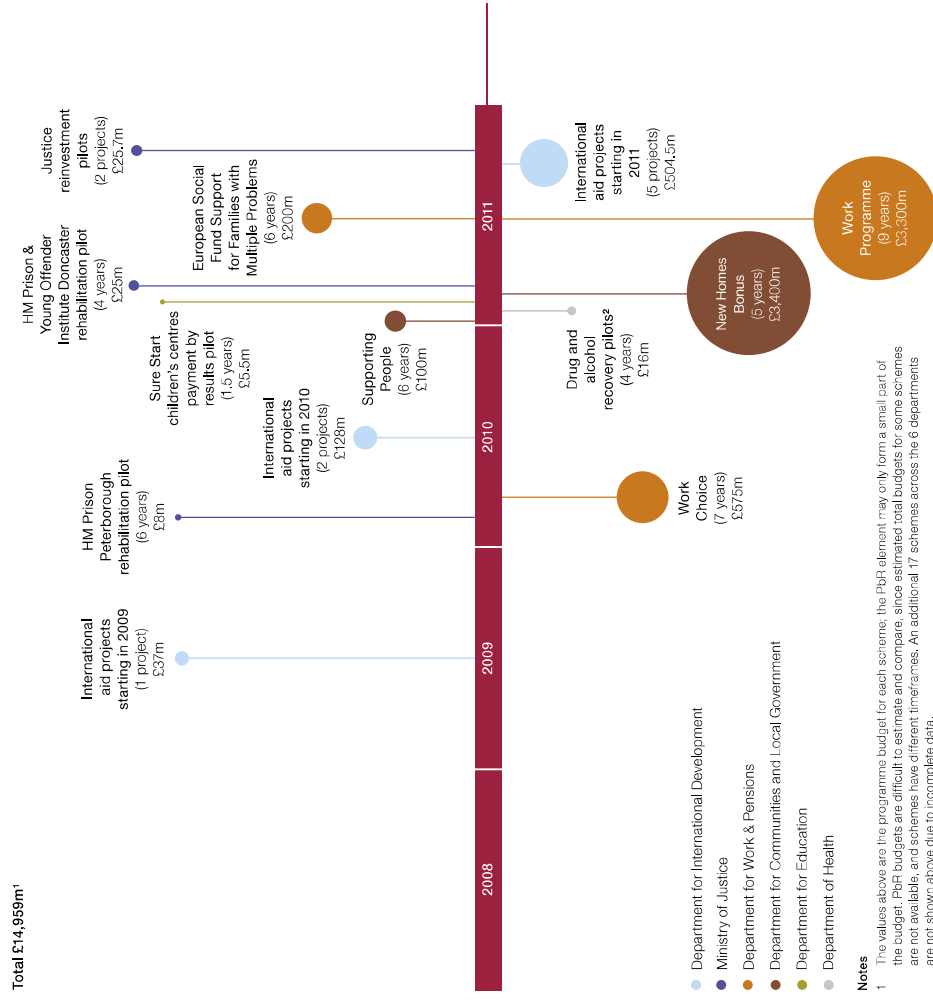 Total £14,959m¹
International
aid projects
starting in 2009
(1 project)
£37m
HM Prison
Peterborough
rehabilitation pilot
(6 years)
£8m
International
aid projects
starting in 2010
(2 projects)
£128m
Sure Start
children's centres
payment by
results pilot
(1.5 years)
£5.5m
Supporting
People
(6 years)
£100m
HM Prison &
Young Offender
Institute Doncaster
rehabilitation pilot
(4 years)
£25m
European Social
Fund Support
for Families with
Multiple Problems
(6 years)
£200m
Justice
reinvestment
pilots
(2 projects)
£25.7m
2008
2009
2010
2011
Work
Choice
(7 years)
£575m
Drug and
alcohol
recovery pilots²
(4 years)
£16m
New Homes
Bonus
(5 years)
£3,400m
International
aid projects
starting in
2011
(5 projects)
£504.5m
Work
Programme
(9 years)
£3,300m
Department for International Development
Ministry of Justice
Department for Work & Pensions
Department for Communities and Local Government
Department for Education
Department of Health
Notes
1 The values above are the programme budget for each scheme; the PbR element may only form a small part of
the budget. PbR budgets are difficult to estimate and compare, since estimated total budgets for some schemes
are not available, and schemes have different timeframes. An additional 17 schemes across the 6 departments
are not shown above due to incomplete data.